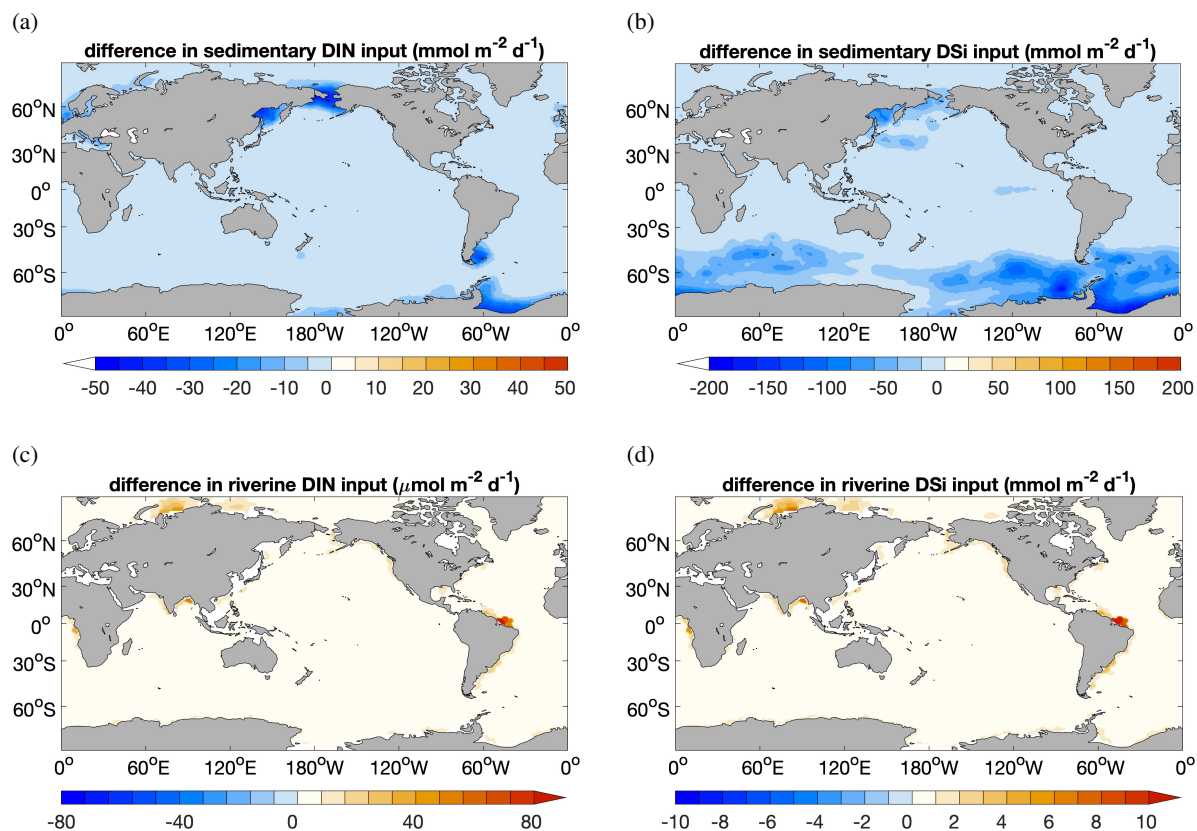 (a)
difference in sedimentary DIN input (mmol m⁻² d⁻¹)
60°N
30°N
0°
30°S
60°S
0° 60°E 120°E 180°W 120°W 60°W 0°
-50 -40 -30 -20 -10 0 10 20 30 40 50
(b)
difference in sedimentary DSi input (mmol m⁻² d⁻¹)
60°N
30°N
0°
30°S
60°S
0° 60°E 120°E 180°W 120°W 60°W 0°
-200 -150 -100 -50 0 50 100 150 200
(c)
difference in riverine DIN input (μmol m⁻² d⁻¹)
60°N
30°N
0°
30°S
60°S
0° 60°E 120°E 180°W 120°W 60°W 0°
-80 -40 0 40 80
(d)
difference in riverine DSi input (mmol m⁻² d⁻¹)
60°N
30°N
0°
30°S
60°S
0° 60°E 120°E 180°W 120°W 60°W 0°
-10 -8 -6 -4 -2 0 2 4 6 8 10